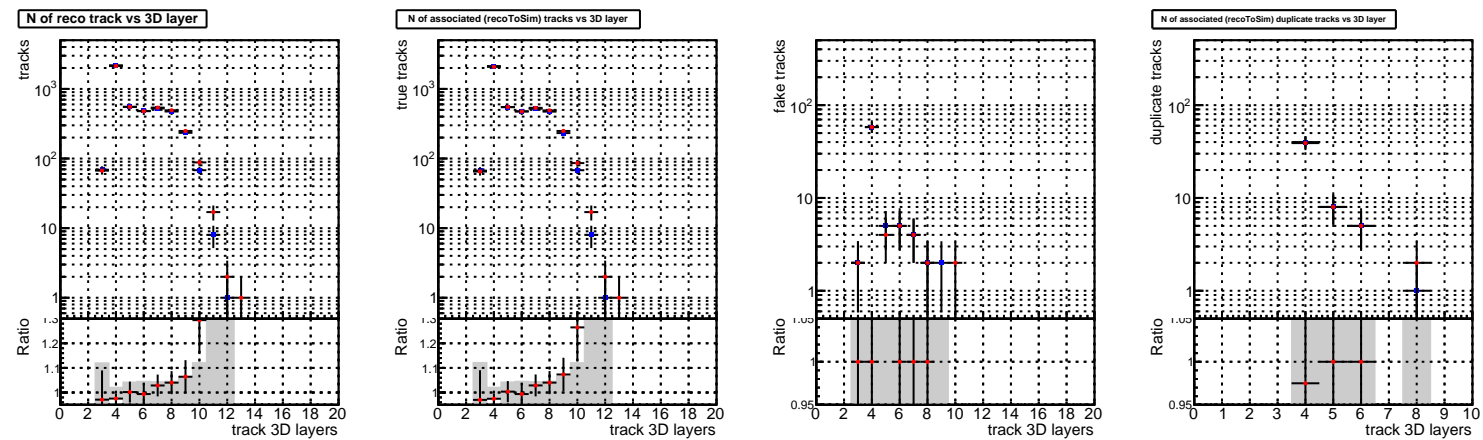 N of reco track vs 3D layer
tracks
10³
10²
10
1
Ratio
1.3
1.2
1.1
1
0 2 4 6 8 10 12 14 16 18 20
track 3D layers
N of associated (recoToSim) tracks vs 3D layer
true tracks
10³
10²
10
1
Ratio
1.3
1.2
1.1
1
0 2 4 6 8 10 12 14 16 18 20
track 3D layers
fake tracks
10²
10
1
Ratio
1.05
1
0.95
0 2 4 6 8 10 12 14 16 18 20
track 3D layers
N of associated (recoToSim) duplicate tracks vs 3D layer
duplicate tracks
10²
10
1
Ratio
1.05
1
0.95
0 1 2 3 4 5 6 7 8 9 10
track 3D layers